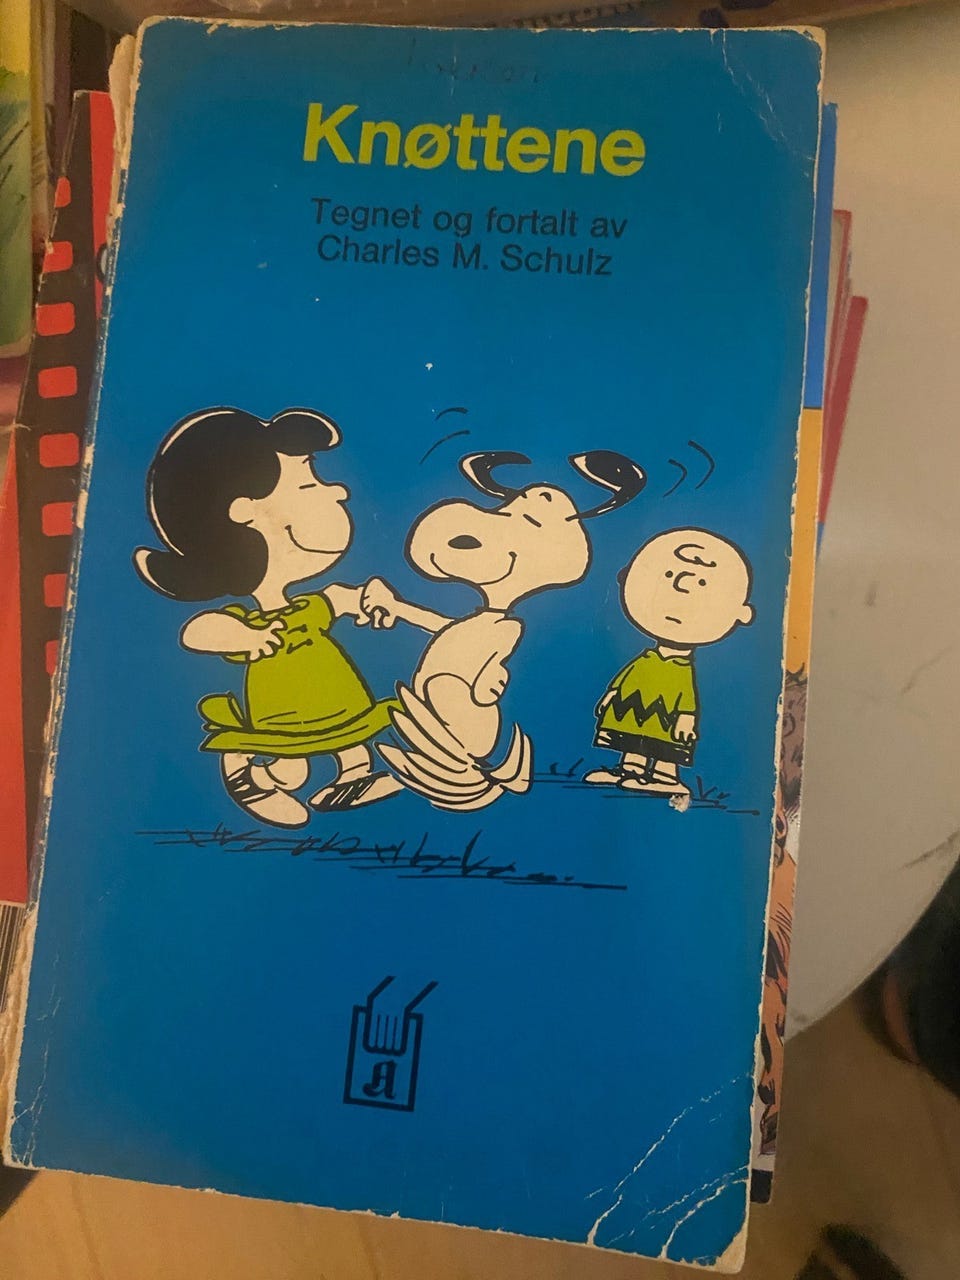 Knøttene
Tegnet og fortalt av
Charles M. Schulz
A